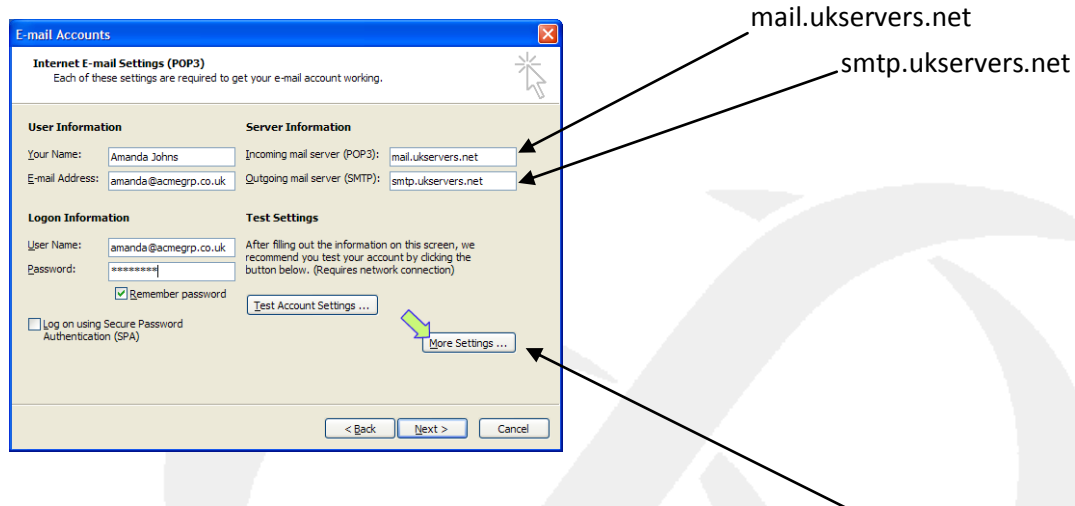 mail.ukservers.net
smtp.ukservers.net
E-mail Accounts
Internet E-mail Settings (POP3)
Each of these settings are required to get your e-mail account working.
User Information
Your Name: Amanda Johns
E-mail Address: amanda@acmegrp.co.uk
Server Information
Incoming mail server (POP3): mail.ukservers.net
Outgoing mail server (SMTP): smtp.ukservers.net
Logon Information
User Name: amanda@acmegrp.co.uk
Password: ********
Remember password
Log on using Secure Password
Authentication (SPA)
Test Settings
After filling out the information on this screen, we
recommend you test your account by clicking the
button below. (Requires network connection)
Test Account Settings ...
More Settings ...
< Back Next > Cancel